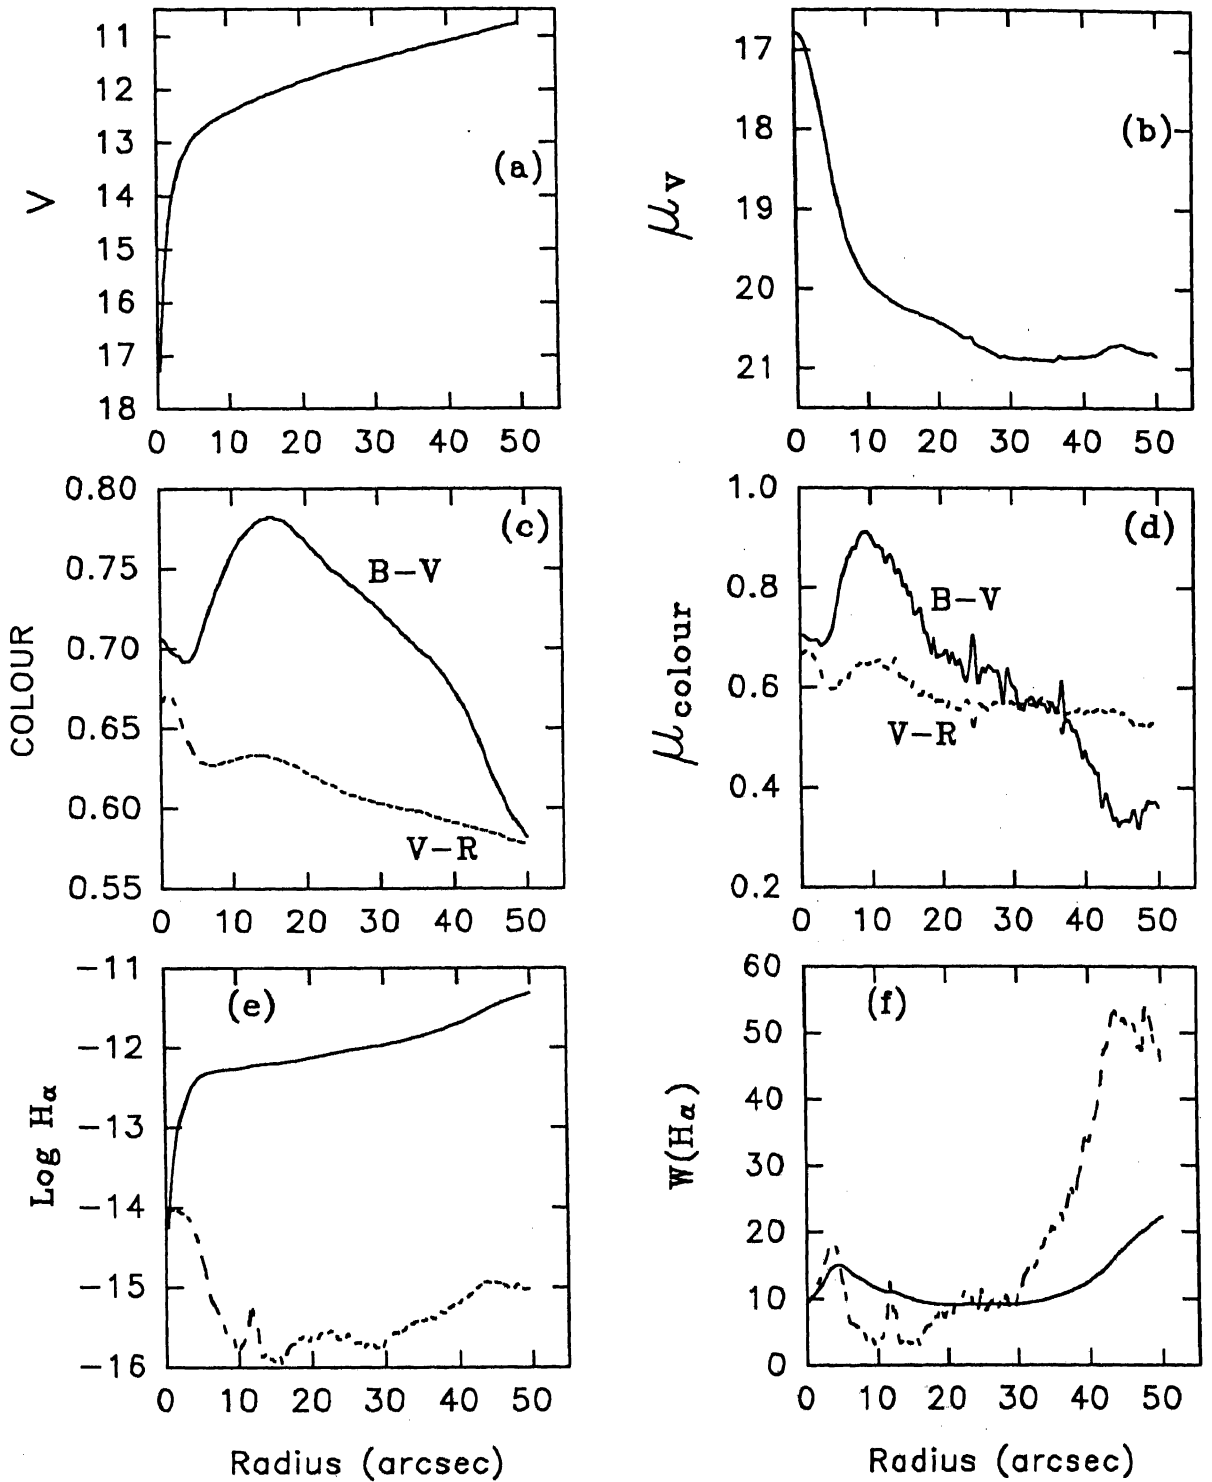 11
12
13
14
15
16
17
18
V
(a)
0 10 20 30 40 50
17
18
19
20
21
μ V
(b)
0 10 20 30 40 50
0.80
0.75
0.70
0.65
0.60
0.55
COLOUR
(c)
B-V
V-R
0 10 20 30 40 50
1.0
0.8
0.6
0.4
0.2
μ colour
(d)
B-V
V-R
0 10 20 30 40 50
-11
-12
-13
-14
-15
-16
Log Hα
(e)
0 10 20 30 40 50
Radius (arcsec)
60
50
40
30
20
10
0
W(Hα)
(f)
0 10 20 30 40 50
Radius (arcsec)